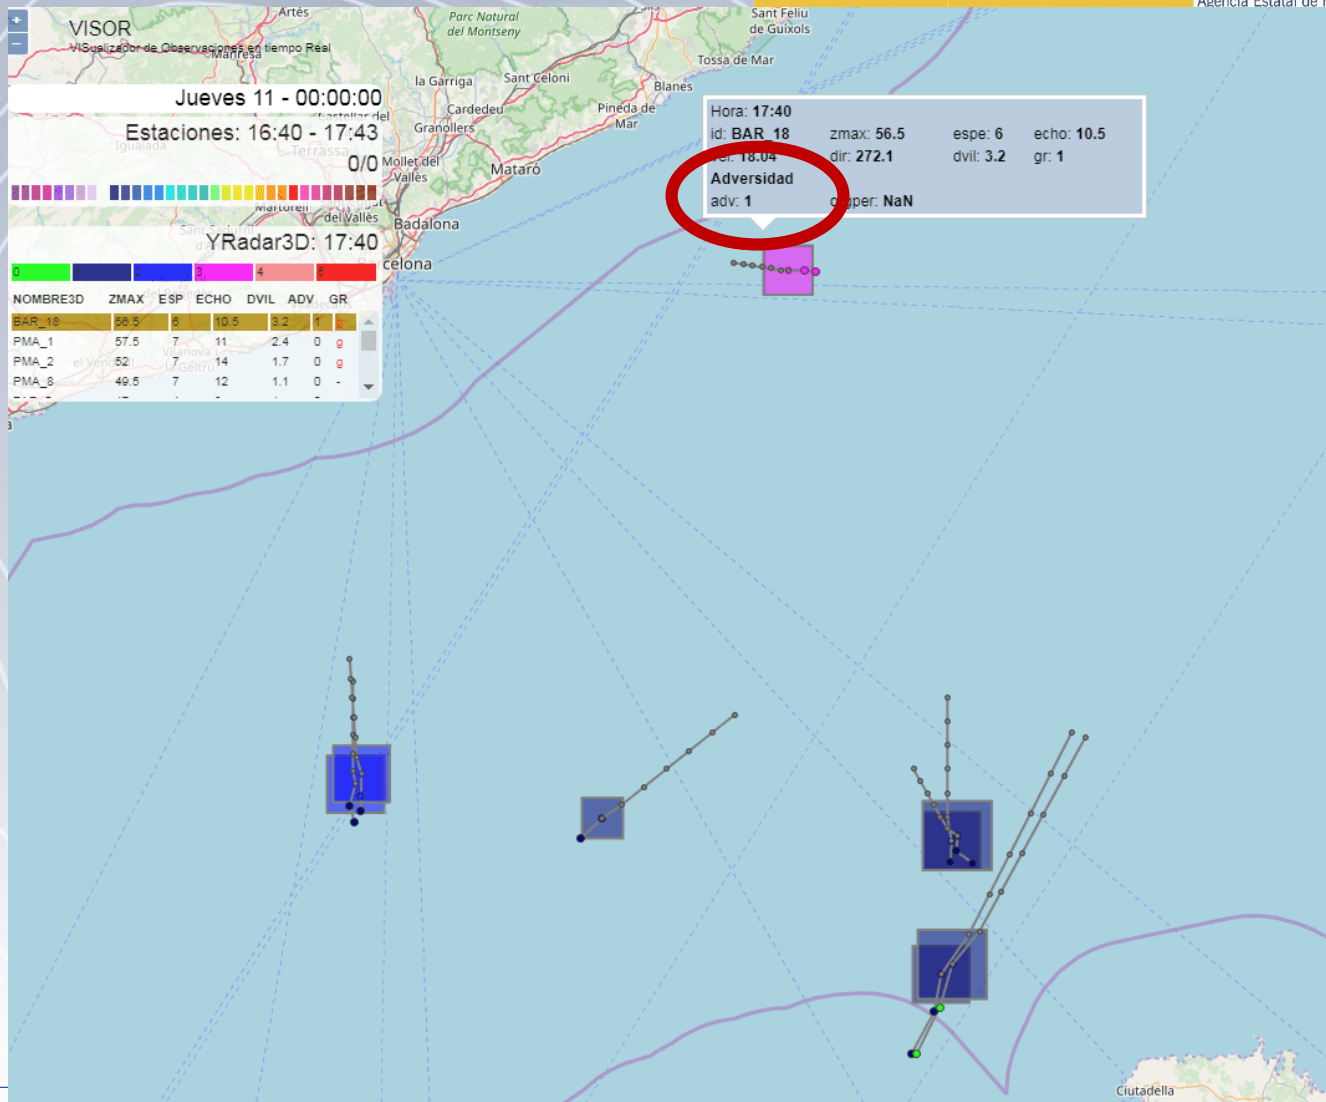 Agencia Estatal de
VISOR
VISualizador de Observaciones en tiempo Real
Jueves 11 - 00:00:00
Estaciones: 16:40 - 17:43
0/0
YRadar3D: 17:40
0 1 2 3 4 5
NOMBRE3D ZMAX ESP ECHO DVIL ADV GR
BAR_18 56.5 6 10.5 3.2 1 g
PMA_1 57.5 7 11 2.4 0 g
PMA_2 52 7 14 1.7 0 g
PMA_8 49.5 7 12 1.1 0 -
Hora: 17:40
id: BAR_18 zmax: 56.5 espe: 6 echo: 10.5
vel: 18.04 dir: 272.1 dvil: 3.2 gr: 1
Adversidad
adv: 1 NaN
Artés
Parc Natural
del Montseny
Sant Feliu
de Guíxols
Manresa
Tossa de Mar
la Garriga
Sant Celoni
Blanes
Cardedeu
Pineda de
Mar
Castellar del
Granollers
Igualada
Terrassa
Mollet del
Vallès
Mataró
Martorell
del Vallès
Badalona
Sant Sadurní
celona
Vilanova i
la Geltrú
el Vend
Ciutadella